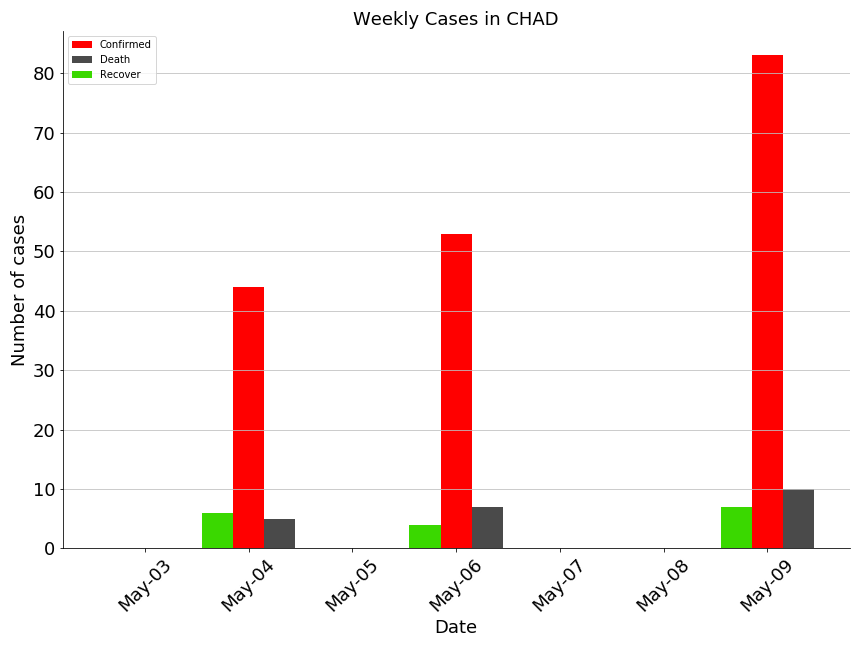 Weekly Cases in CHAD
Confirmed
Death
Recover
Number of cases
80
70
60
50
40
30
20
10
0
May-03
May-04
May-05
May-06
May-07
May-08
May-09
Date